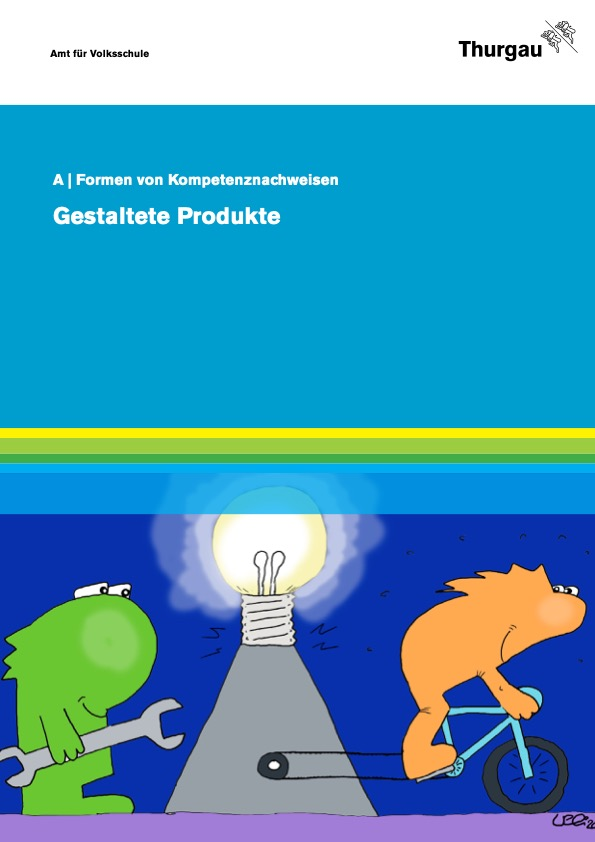 Amt für Volksschule
Thurgau
A | Formen von Kompetenznachweisen
Gestaltete Produkte